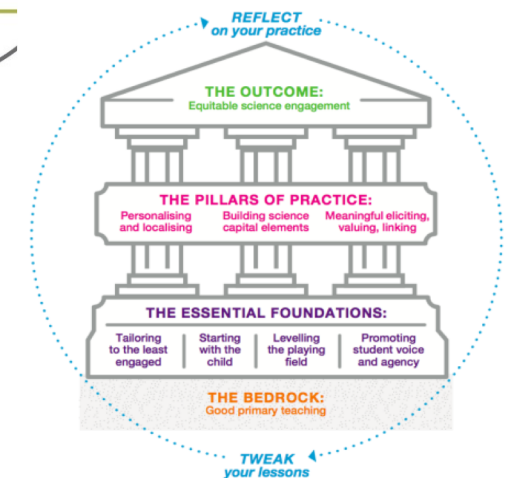 REFLECT
on your practice
THE OUTCOME:
Equitable science engagement
THE PILLARS OF PRACTICE:
Personalising
and localising
Building science
capital elements
Meaningful eliciting,
valuing, linking
THE ESSENTIAL FOUNDATIONS:
Tailoring
to the least
engaged
Starting
with the
child
Levelling
the playing
field
Promoting
student voice
and agency
THE BEDROCK:
Good primary teaching
TWEAK
your lessons